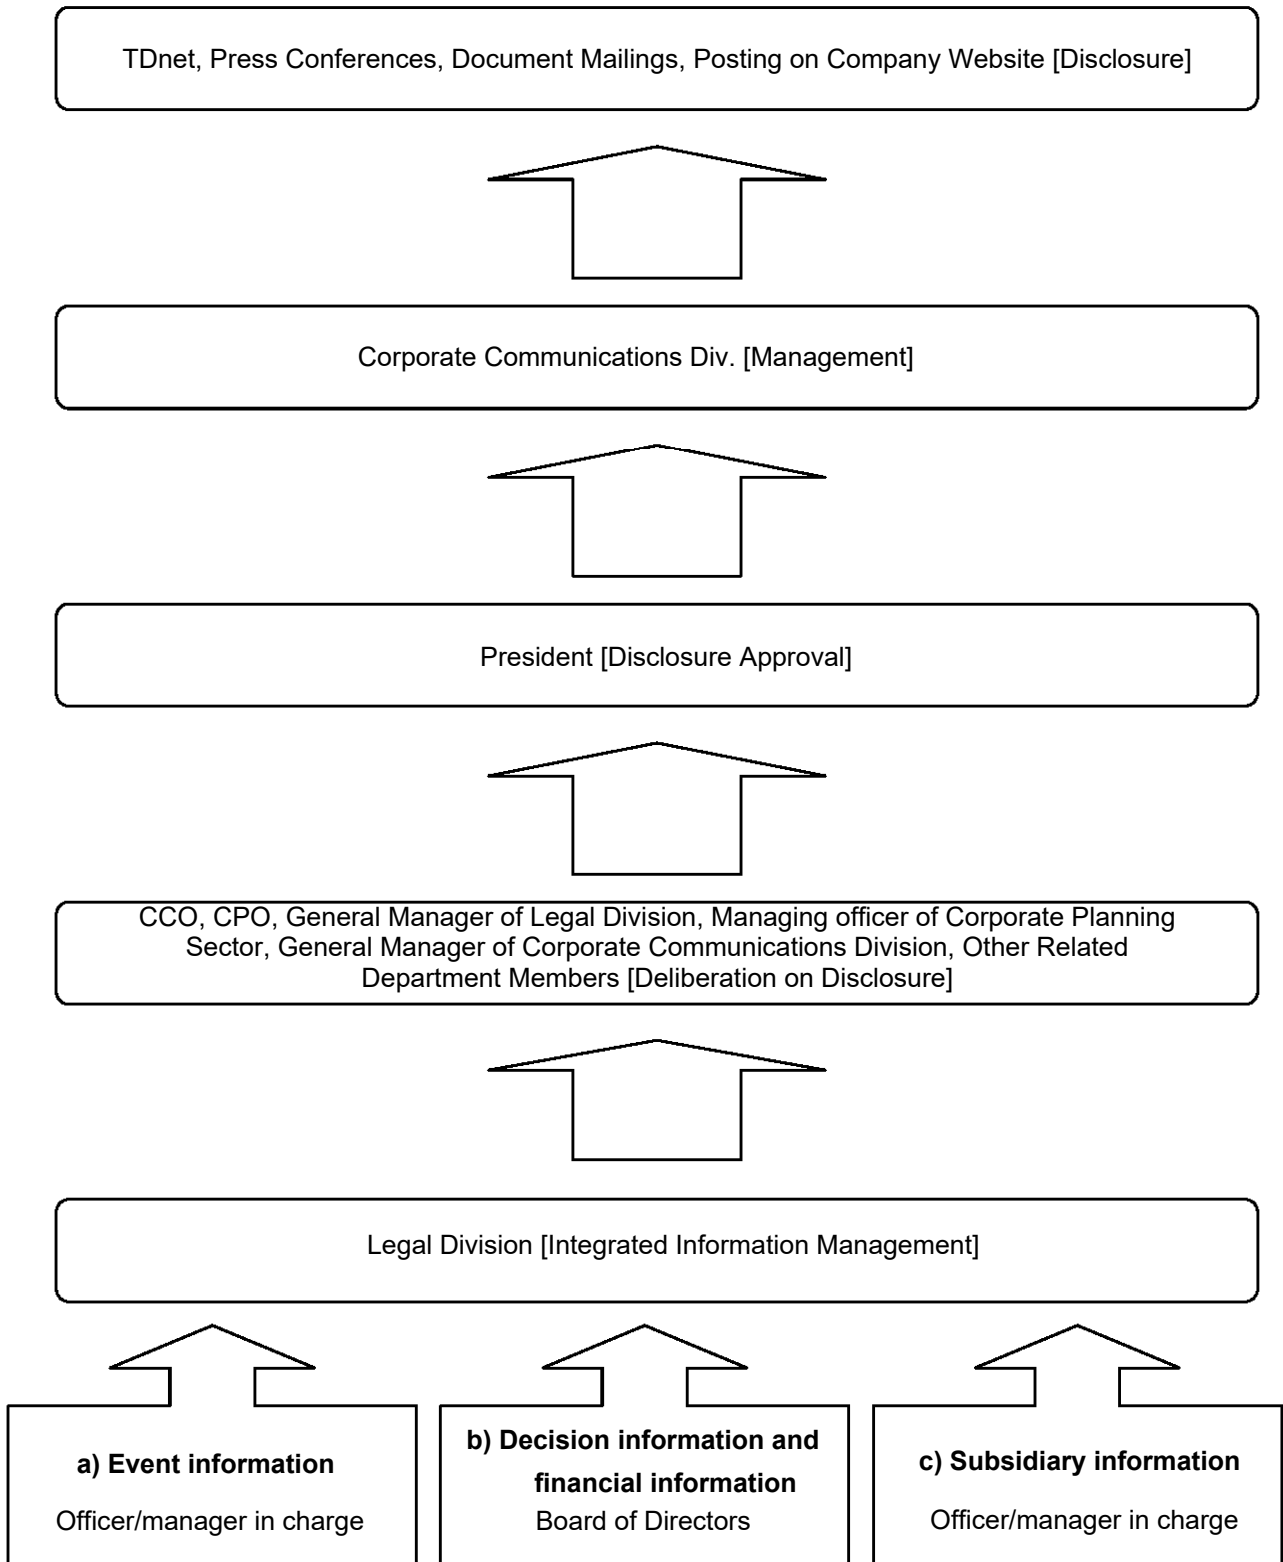 TDnet, Press Conferences, Document Mailings, Posting on Company Website [Disclosure]
Corporate Communications Div. [Management]
President [Disclosure Approval]
CCO, CPO, General Manager of Legal Division, Managing officer of Corporate Planning
Sector, General Manager of Corporate Communications Division, Other Related
Department Members [Deliberation on Disclosure]
Legal Division [Integrated Information Management]
a) Event information
Officer/manager in charge
b) Decision information and
financial information
Board of Directors
c) Subsidiary information
Officer/manager in charge